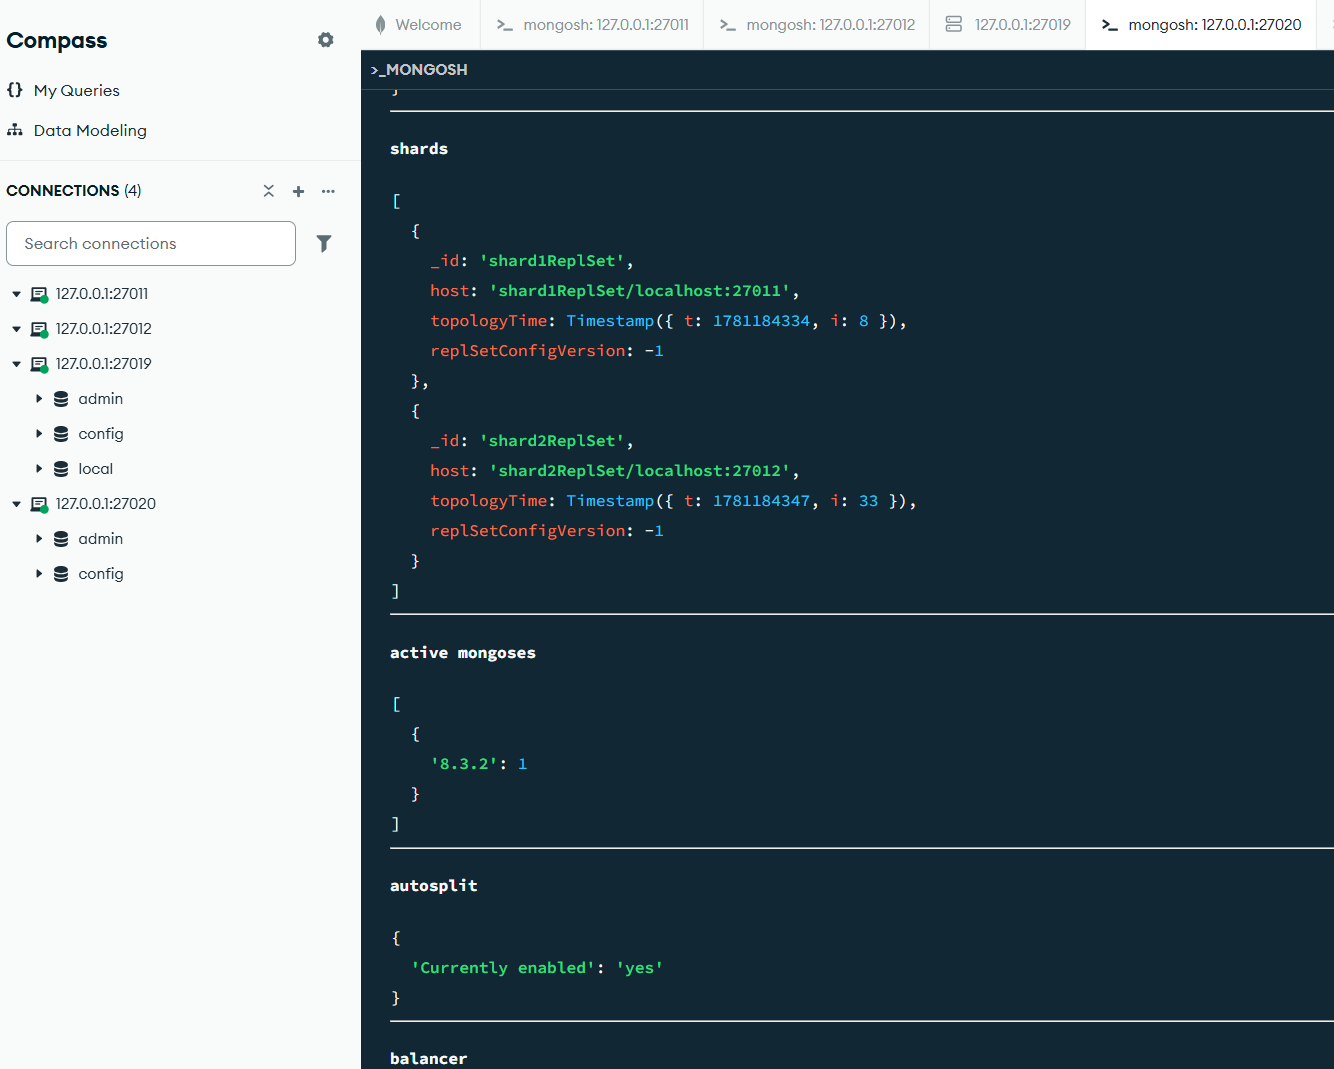 Compass
My Queries
Data Modeling
CONNECTIONS (4)
Search connections
127.0.0.1:27011
127.0.0.1:27012
127.0.0.1:27019
admin
config
local
127.0.0.1:27020
admin
config
Welcome
mongosh: 127.0.0.1:27011
mongosh: 127.0.0.1:27012
127.0.0.1:27019
mongosh: 127.0.0.1:27020
>_MONGOSH
}
shards
[
{
_id: 'shard1ReplSet',
host: 'shard1ReplSet/localhost:27011',
topologyTime: Timestamp({ t: 1781184334, i: 8 }),
replSetConfigVersion: -1
},
{
_id: 'shard2ReplSet',
host: 'shard2ReplSet/localhost:27012',
topologyTime: Timestamp({ t: 1781184347, i: 33 }),
replSetConfigVersion: -1
}
]
active mongoses
[
{
'8.3.2': 1
}
]
autosplit
{
'Currently enabled': 'yes'
}
balancer